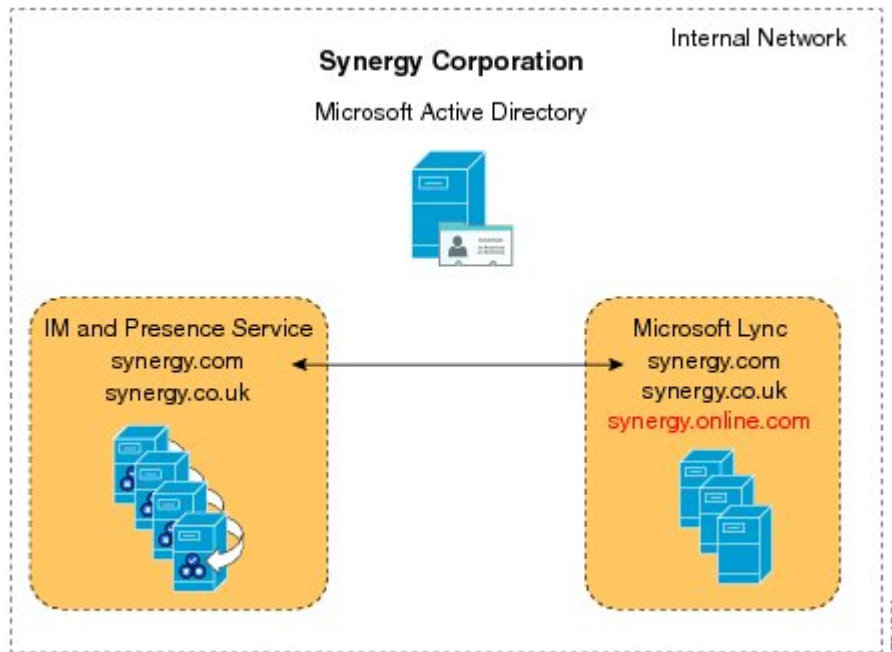 Internal Network
Synergy Corporation
Microsoft Active Directory
IM and Presence Service
synergy.com
synergy.co.uk
Microsoft Lync
synergy.com
synergy.co.uk
synergy.online.com